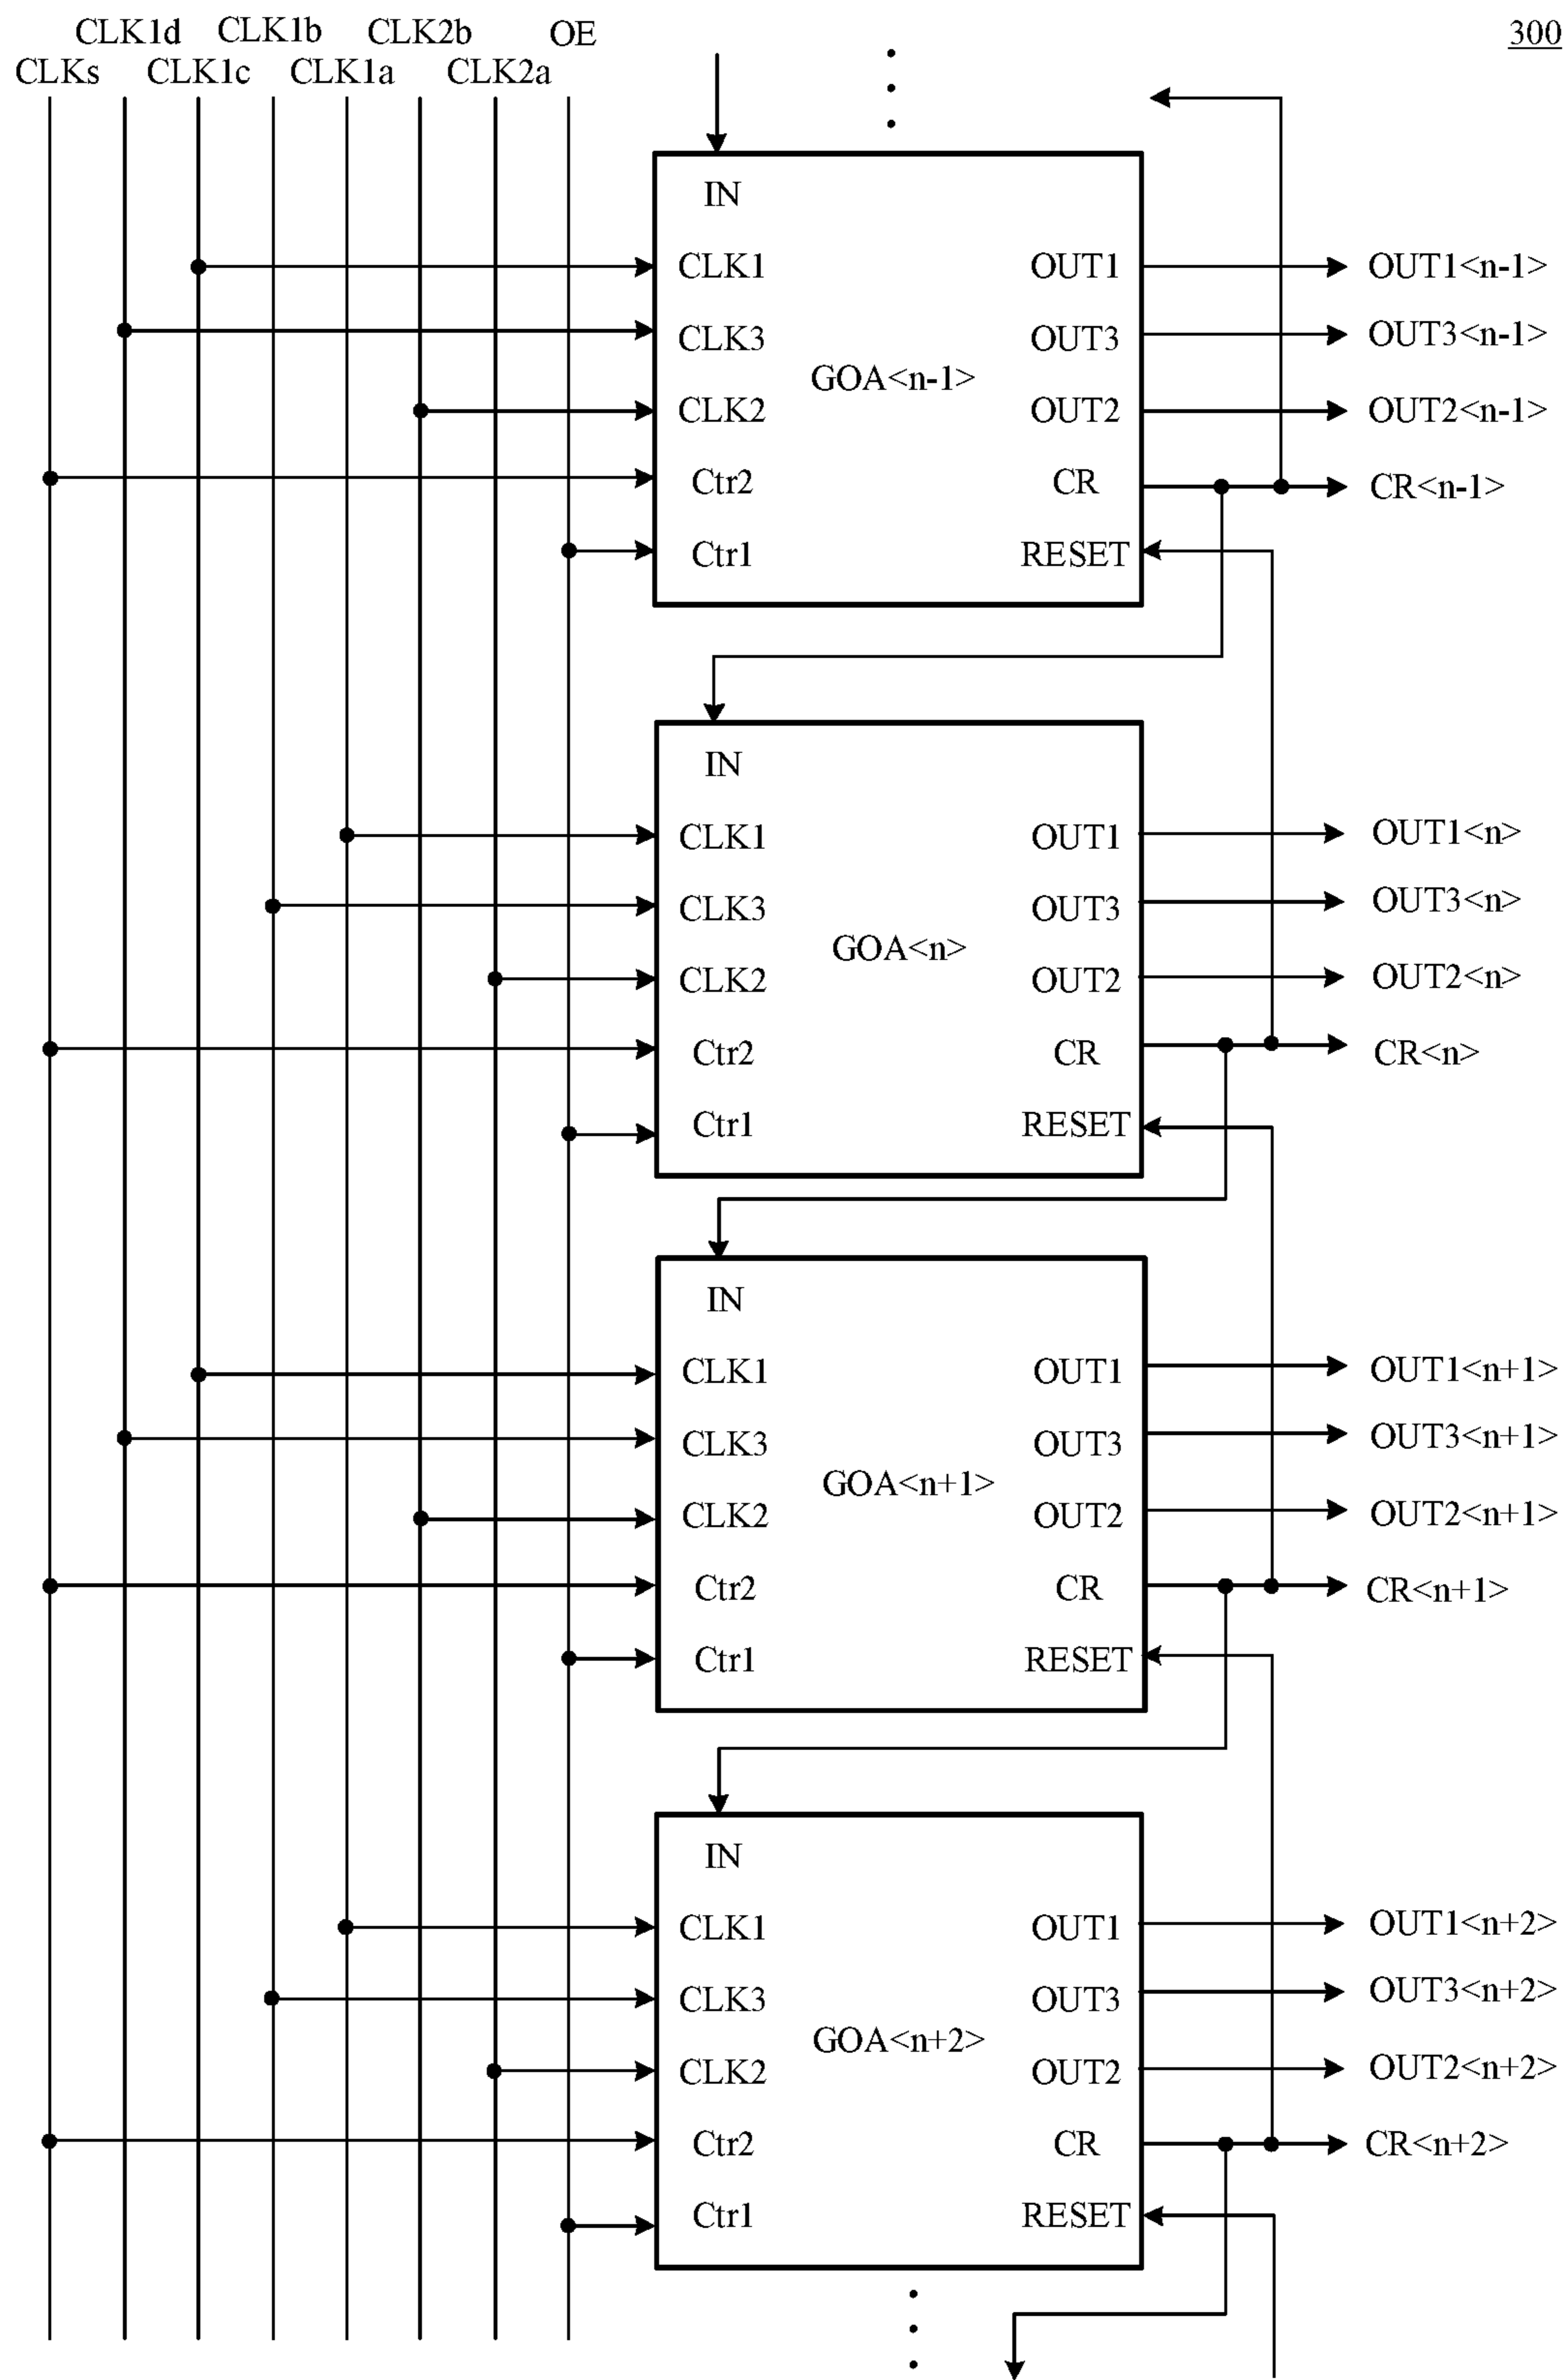 CLK1d CLK1b CLK2b OE 300
CLKs CLK1c CLK1a CLK2a
IN
CLK1 OUT1 OUT1<n-1>
CLK3 OUT3 OUT3<n-1>
GOA<n-1>
CLK2 OUT2 OUT2<n-1>
Ctr2 CR CR<n-1>
Ctr1 RESET
IN
CLK1 OUT1 OUT1<n>
CLK3 OUT3 OUT3<n>
GOA<n>
CLK2 OUT2 OUT2<n>
Ctr2 CR CR<n>
Ctr1 RESET
IN
CLK1 OUT1 OUT1<n+1>
CLK3 OUT3 OUT3<n+1>
GOA<n+1>
CLK2 OUT2 OUT2<n+1>
Ctr2 CR CR<n+1>
Ctr1 RESET
IN
CLK1 OUT1 OUT1<n+2>
CLK3 OUT3 OUT3<n+2>
GOA<n+2>
CLK2 OUT2 OUT2<n+2>
Ctr2 CR CR<n+2>
Ctr1 RESET